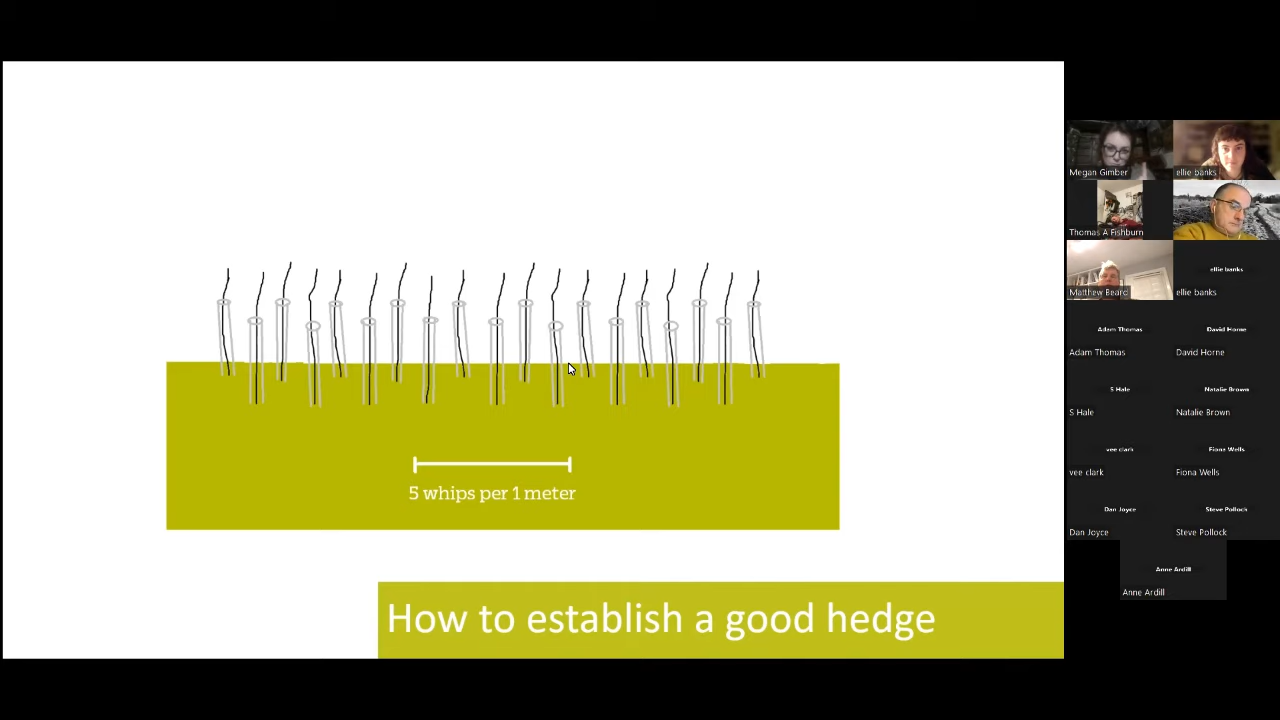 5 whips per 1 meter
How to establish a good hedge
Megan Gimber
ellie banks
Thomas A Fishburn
Matthew Beard
ellie banks
ellie banks
Adam Thomas
David Horne
Adam Thomas
David Horne
S Hale
Natalie Brown
S Hale
Natalie Brown
vee clark
Fiona Wells
vee clark
Fiona Wells
Dan Joyce
Steve Pollock
Dan Joyce
Steve Pollock
Anne Ardill
Anne Ardill